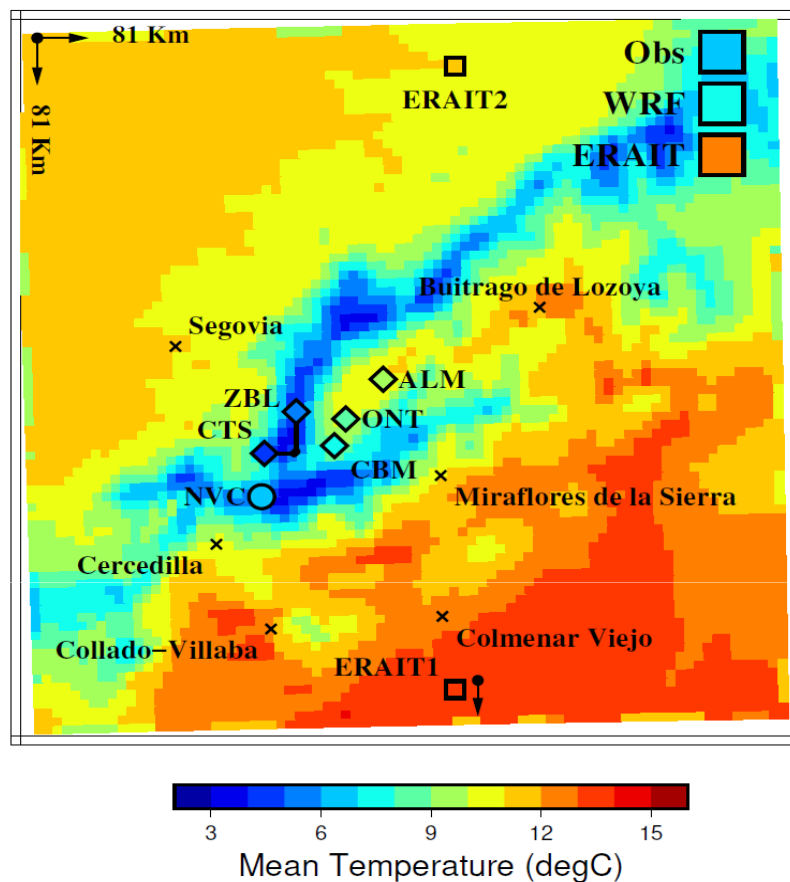 81 Km
81 Km
ERAIT2
Obs
WRF
ERAIT
Buitrago de Lozoya
Segovia
ALM
ZBL
ONT
CTS
CBM
NVC
Miraflores de la Sierra
Cercedilla
Collado−Villaba
Colmenar Viejo
ERAIT1
3 6 9 12 15
Mean Temperature (degC)